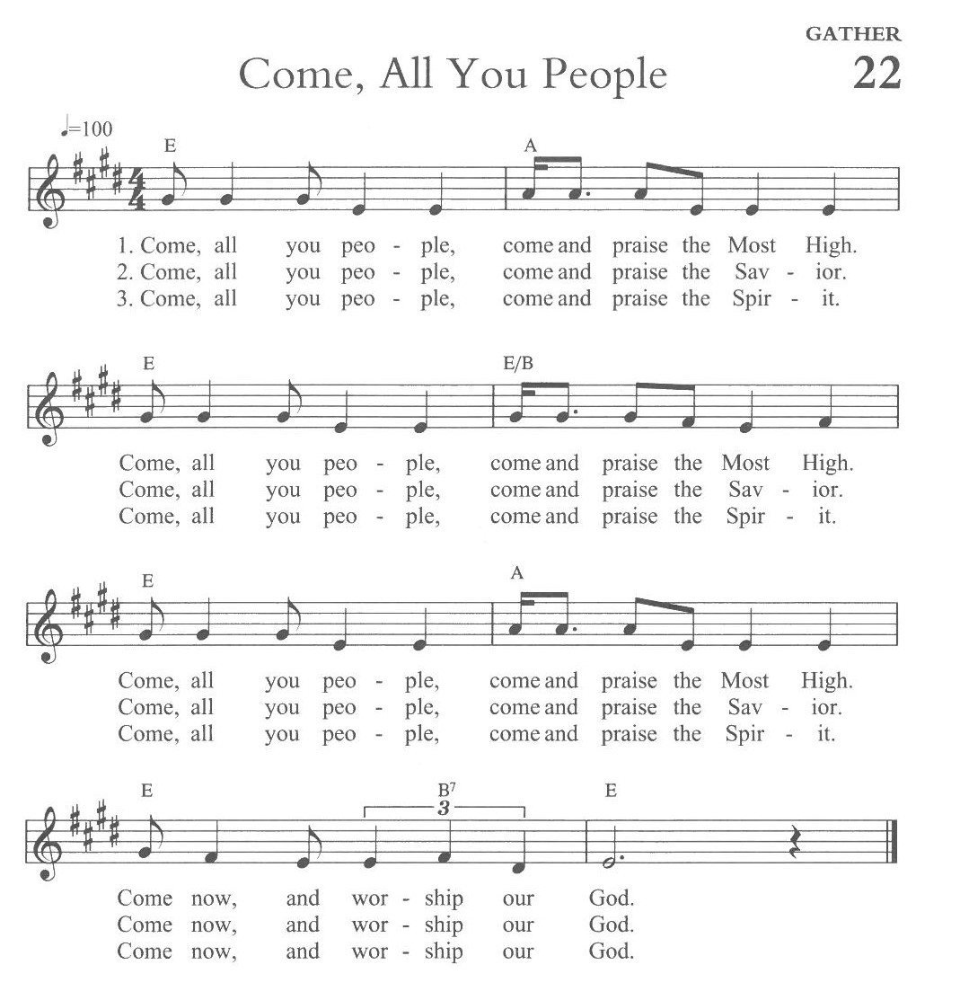 GATHER
Come, All You People 22
♩=100
E A
1. Come, all you peo - ple, come and praise the Most High.
2. Come, all you peo - ple, come and praise the Sav - ior.
3. Come, all you peo - ple, come and praise the Spir - it.
E E/B
Come, all you peo - ple, come and praise the Most High.
Come, all you peo - ple, come and praise the Sav - ior.
Come, all you peo - ple, come and praise the Spir - it.
E A
Come, all you peo - ple, come and praise the Most High.
Come, all you peo - ple, come and praise the Sav - ior.
Come, all you peo - ple, come and praise the Spir - it.
E B7 E
3
Come now, and wor - ship our God.
Come now, and wor - ship our God.
Come now, and wor - ship our God.